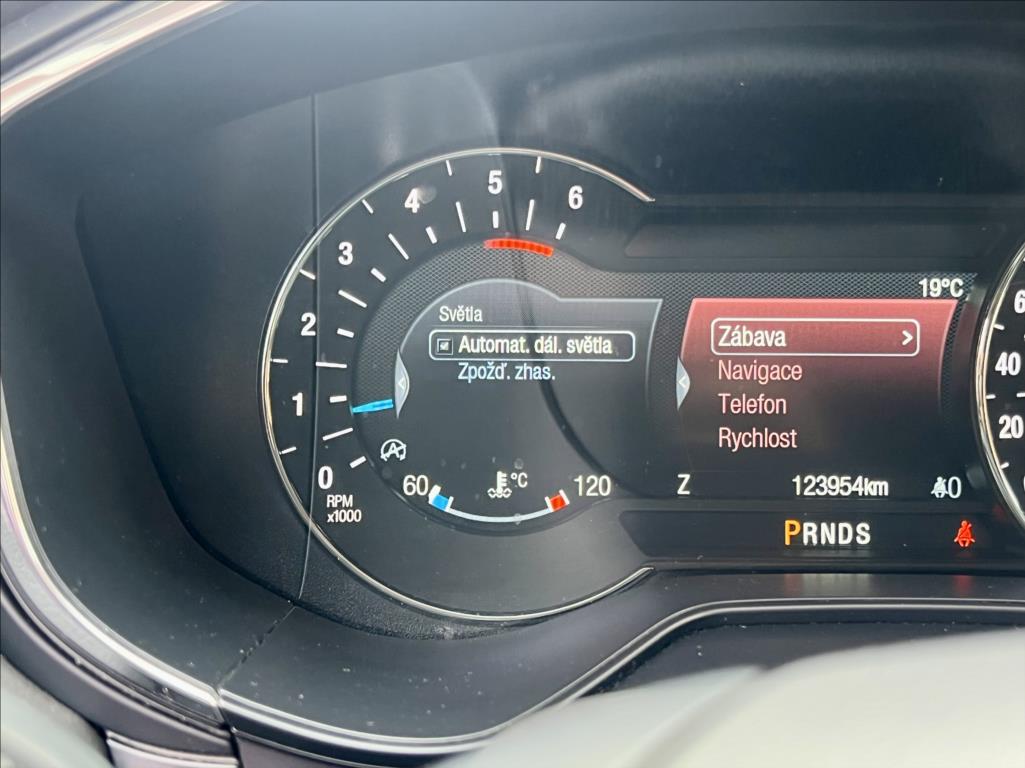 6
5
4
3
2
1
0
RPM
x1000
Světla
Automat. dál. světla
Zpožď. zhas.
60
°C
120
19°C
Zábava >
Navigace
Telefon
Rychlost
Z
123954km
0
PRNDS
40
20